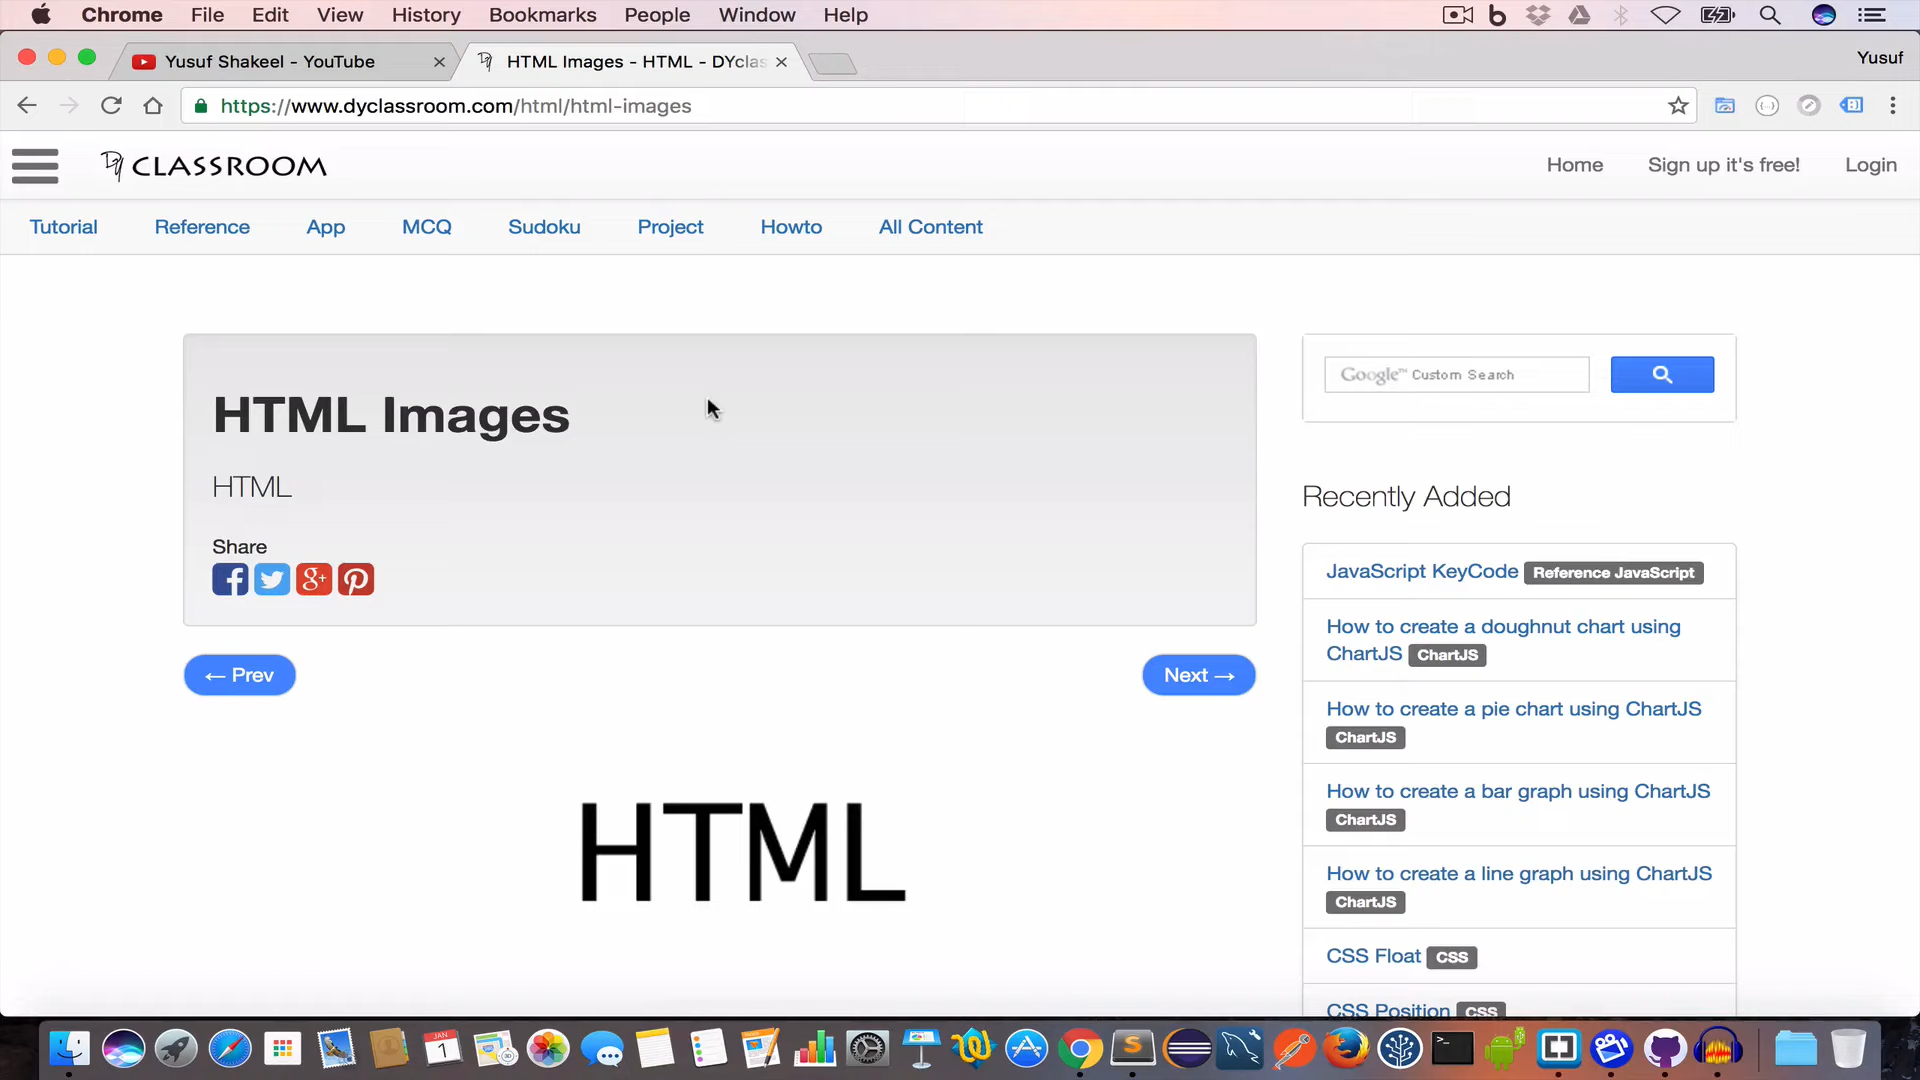 Chrome File Edit View History Bookmarks People Window Help
Yusuf Shakeel - YouTube
HTML Images - HTML - DYclas
Yusuf
https://www.dyclassroom.com/html/html-images
DY CLASSROOM
Home Sign up it's free! Login
Tutorial Reference App MCQ Sudoku Project Howto All Content
HTML Images
HTML
Share
← Prev
Next →
HTML
Google™ Custom Search
Recently Added
JavaScript KeyCode Reference JavaScript
How to create a doughnut chart using
ChartJS ChartJS
How to create a pie chart using ChartJS
ChartJS
How to create a bar graph using ChartJS
ChartJS
How to create a line graph using ChartJS
ChartJS
CSS Float CSS
CSS Position CSS
JAN
1